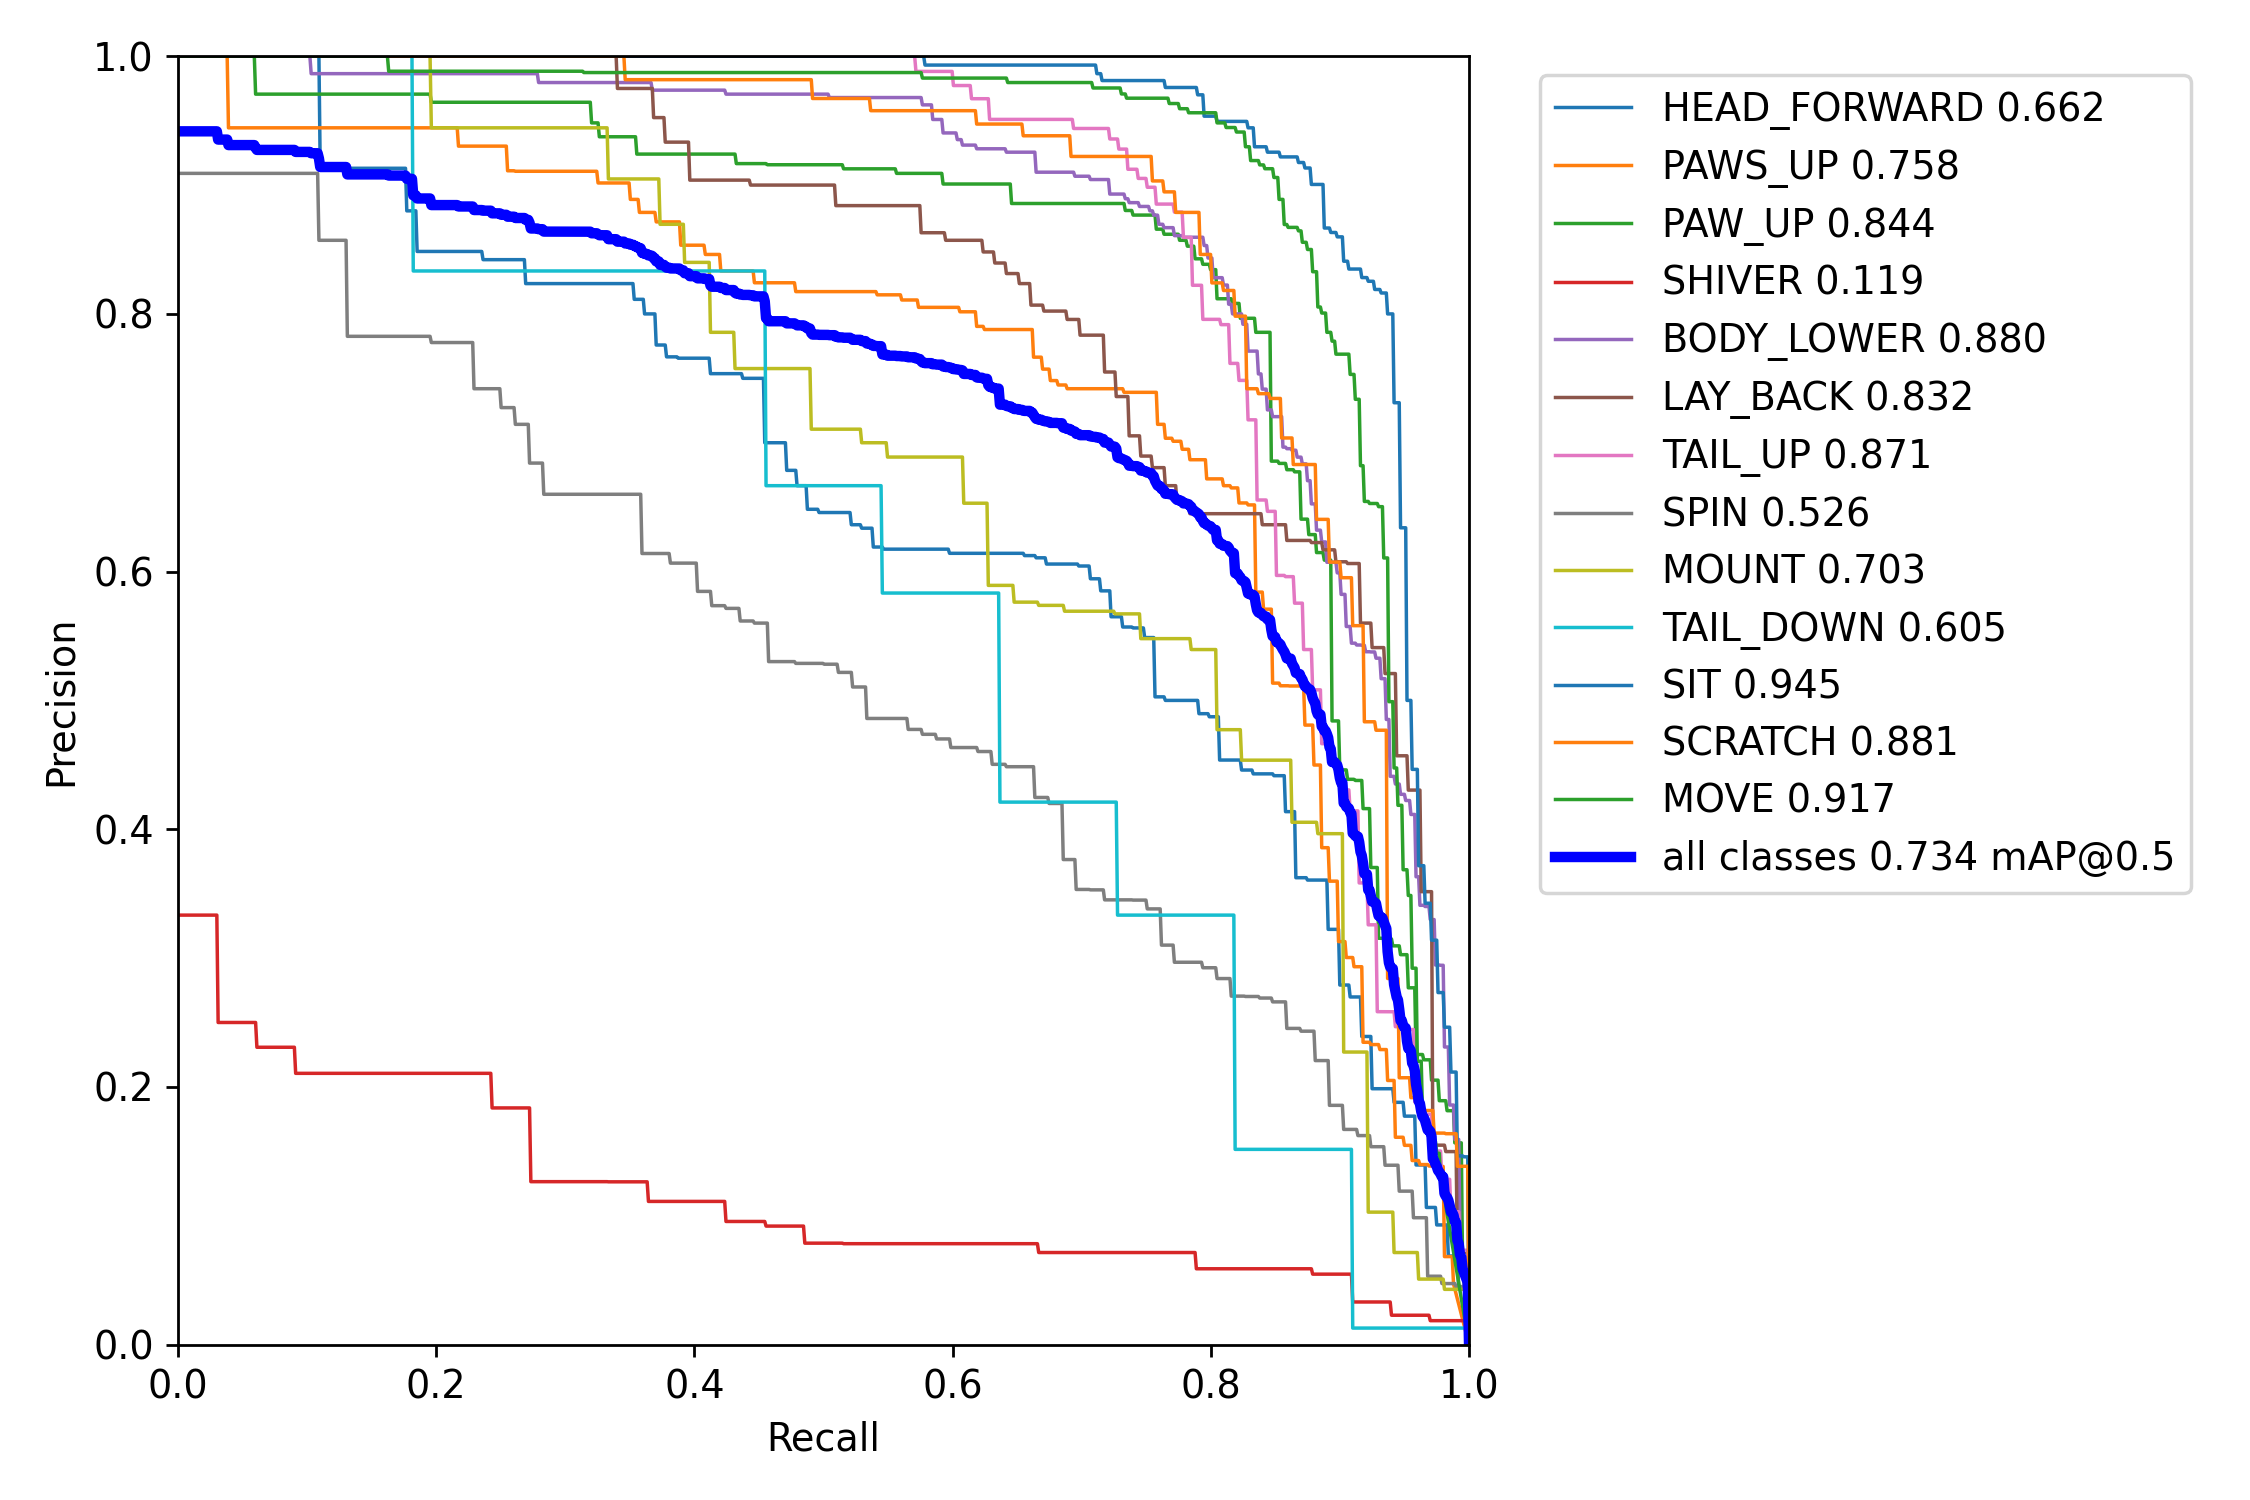 1.0
0.8
0.6
0.4
0.2
0.0
Precision
0.0 0.2 0.4 0.6 0.8 1.0
Recall
HEAD_FORWARD 0.662
PAWS_UP 0.758
PAW_UP 0.844
SHIVER 0.119
BODY_LOWER 0.880
LAY_BACK 0.832
TAIL_UP 0.871
SPIN 0.526
MOUNT 0.703
TAIL_DOWN 0.605
SIT 0.945
SCRATCH 0.881
MOVE 0.917
all classes 0.734 mAP@0.5